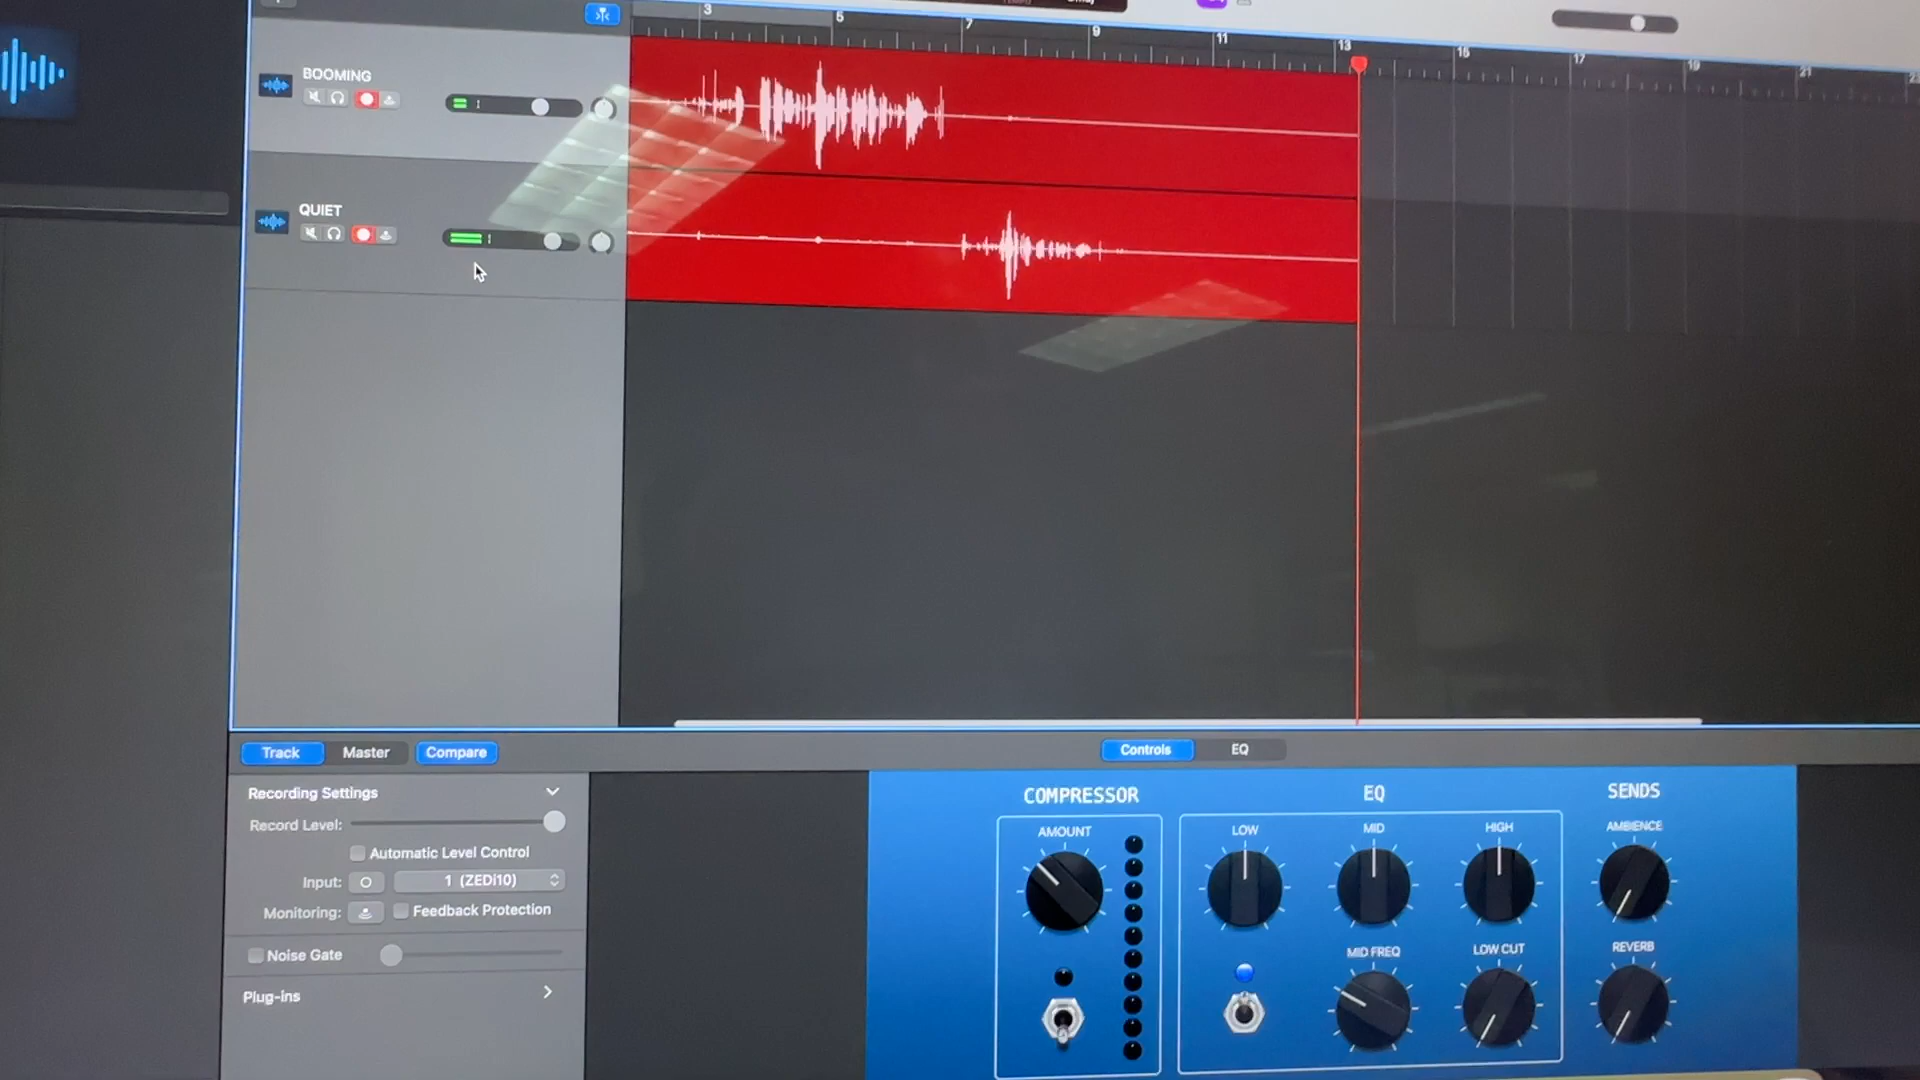 3 5 7 9 11 13 15 17 19 21
BOOMING
QUIET
Track Master Compare
Controls EQ
Recording Settings
Record Level:
Automatic Level Control
Input: 1 (ZEDi10)
Monitoring: Feedback Protection
Noise Gate
Plug-ins
COMPRESSOR EQ SENDS
AMOUNT LOW MID HIGH AMBIENCE
MID FREQ LOW CUT REVERB